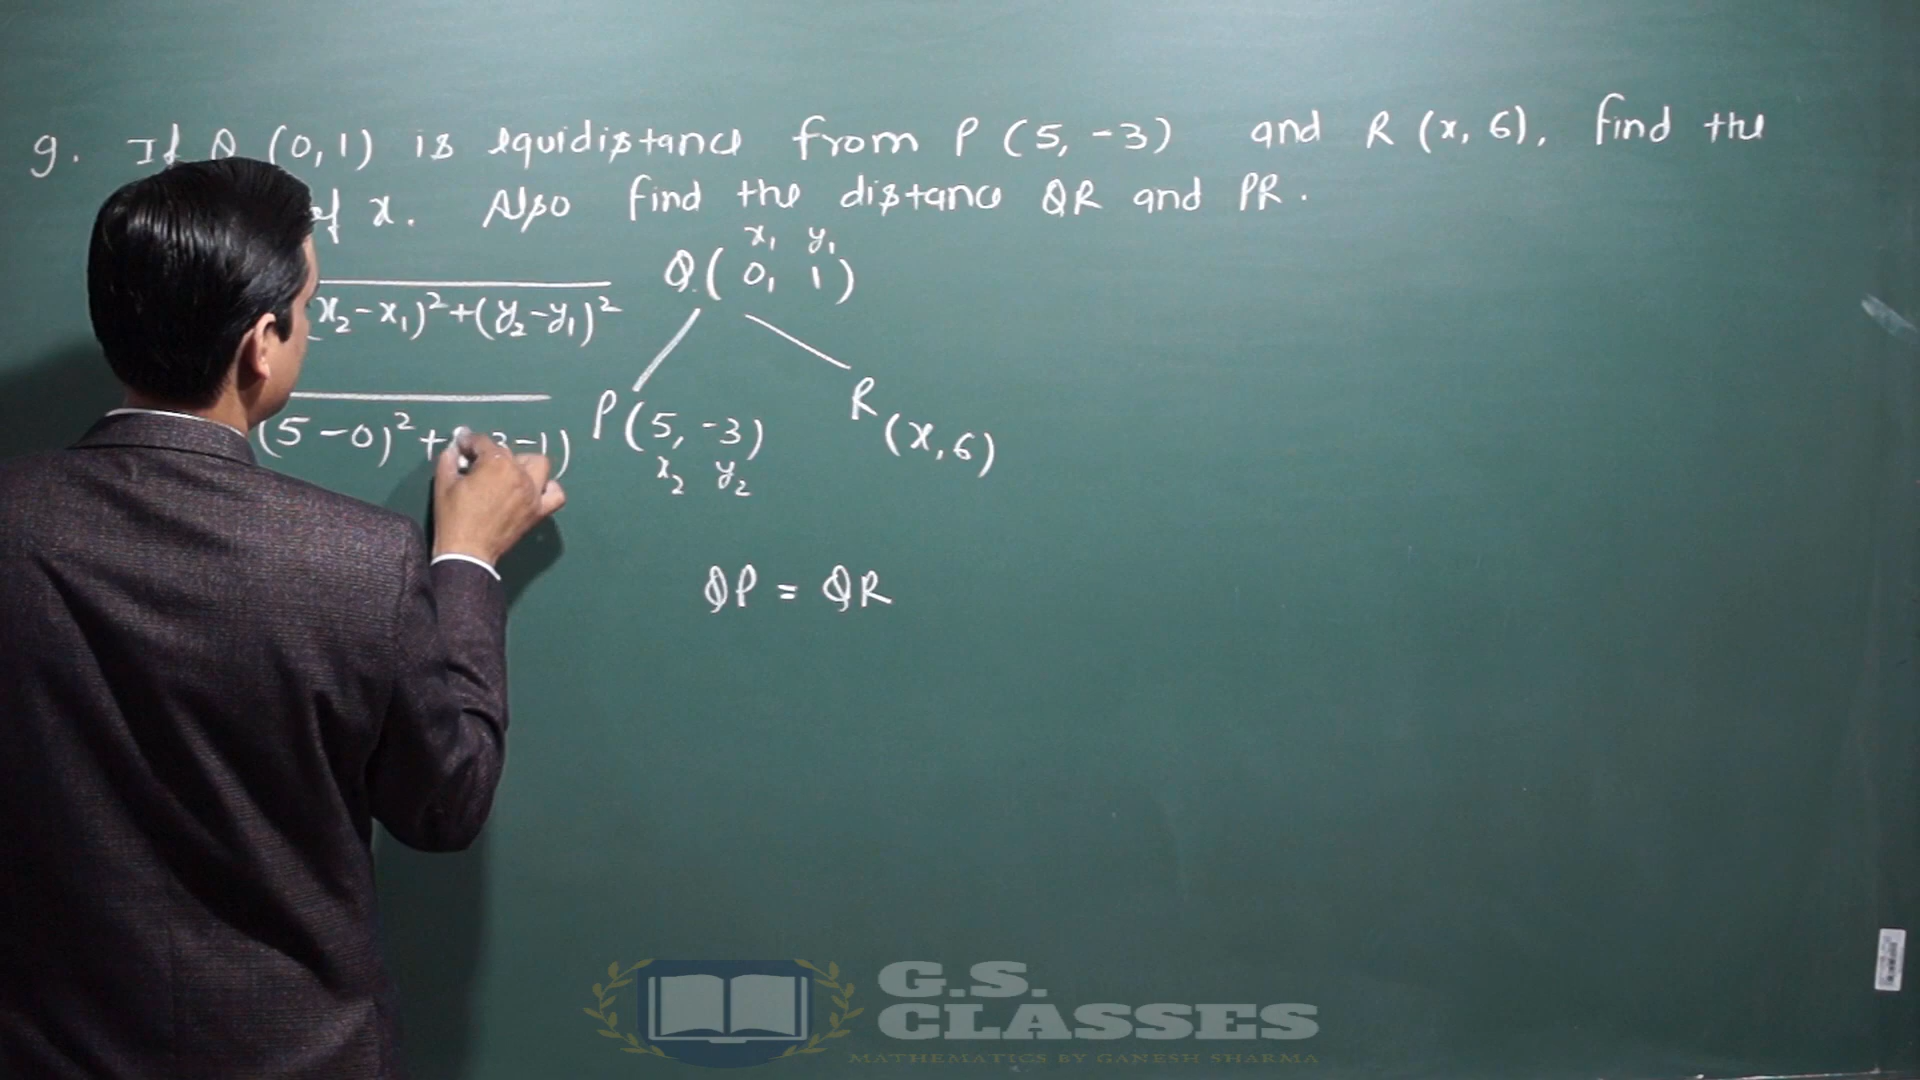 9. If Q (0,1) is equidistance from P (5, -3) and R (x, 6), find the
of x. Also find the distance QR and PR.
x₁ y₁
Q ( 0, 1 )
x₂-x₁)²+(y₂-y₁)²
P (5, -3)
x₂ y₂
R (x,6)
(5-0)²+ -1)
QP = QR
G.S.
CLASSES
MATHEMATICS BY GANESH SHARMA